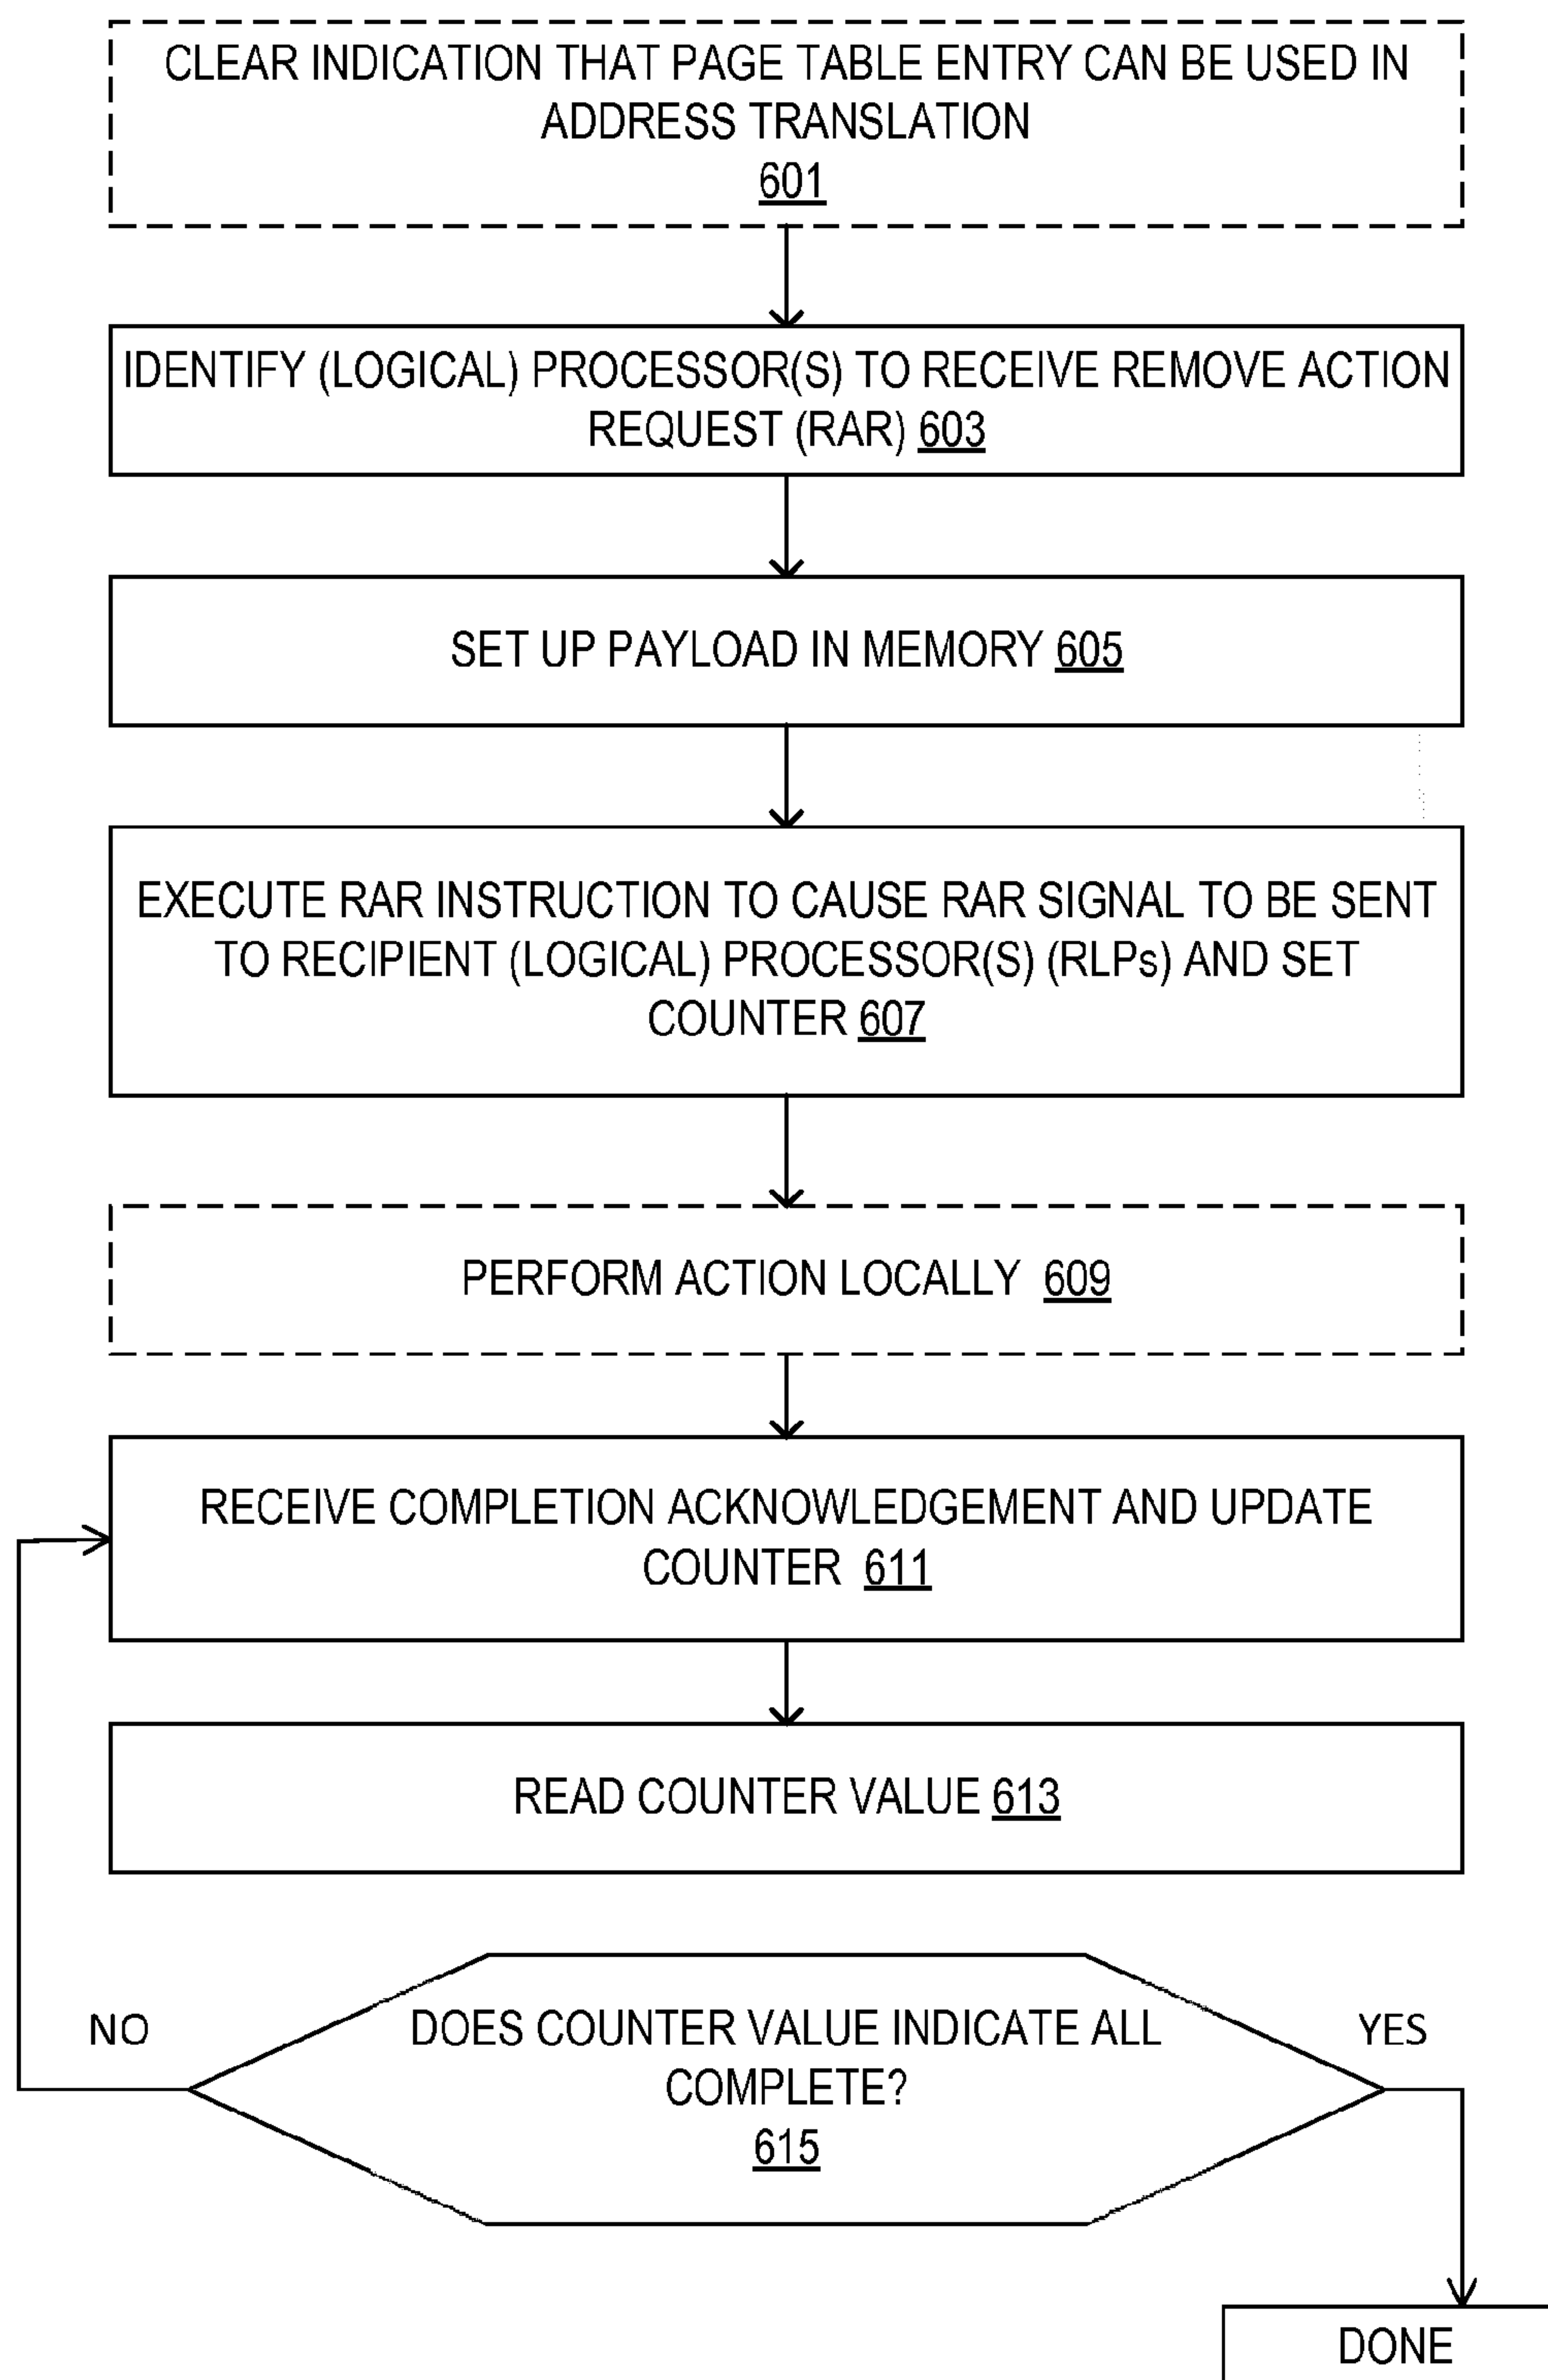 CLEAR INDICATION THAT PAGE TABLE ENTRY CAN BE USED IN
ADDRESS TRANSLATION
601
IDENTIFY (LOGICAL) PROCESSOR(S) TO RECEIVE REMOVE ACTION
REQUEST (RAR) 603
SET UP PAYLOAD IN MEMORY 605
EXECUTE RAR INSTRUCTION TO CAUSE RAR SIGNAL TO BE SENT
TO RECIPIENT (LOGICAL) PROCESSOR(S) (RLPs) AND SET
COUNTER 607
PERFORM ACTION LOCALLY 609
RECEIVE COMPLETION ACKNOWLEDGEMENT AND UPDATE
COUNTER 611
READ COUNTER VALUE 613
NO
DOES COUNTER VALUE INDICATE ALL
COMPLETE?
615
YES
DONE